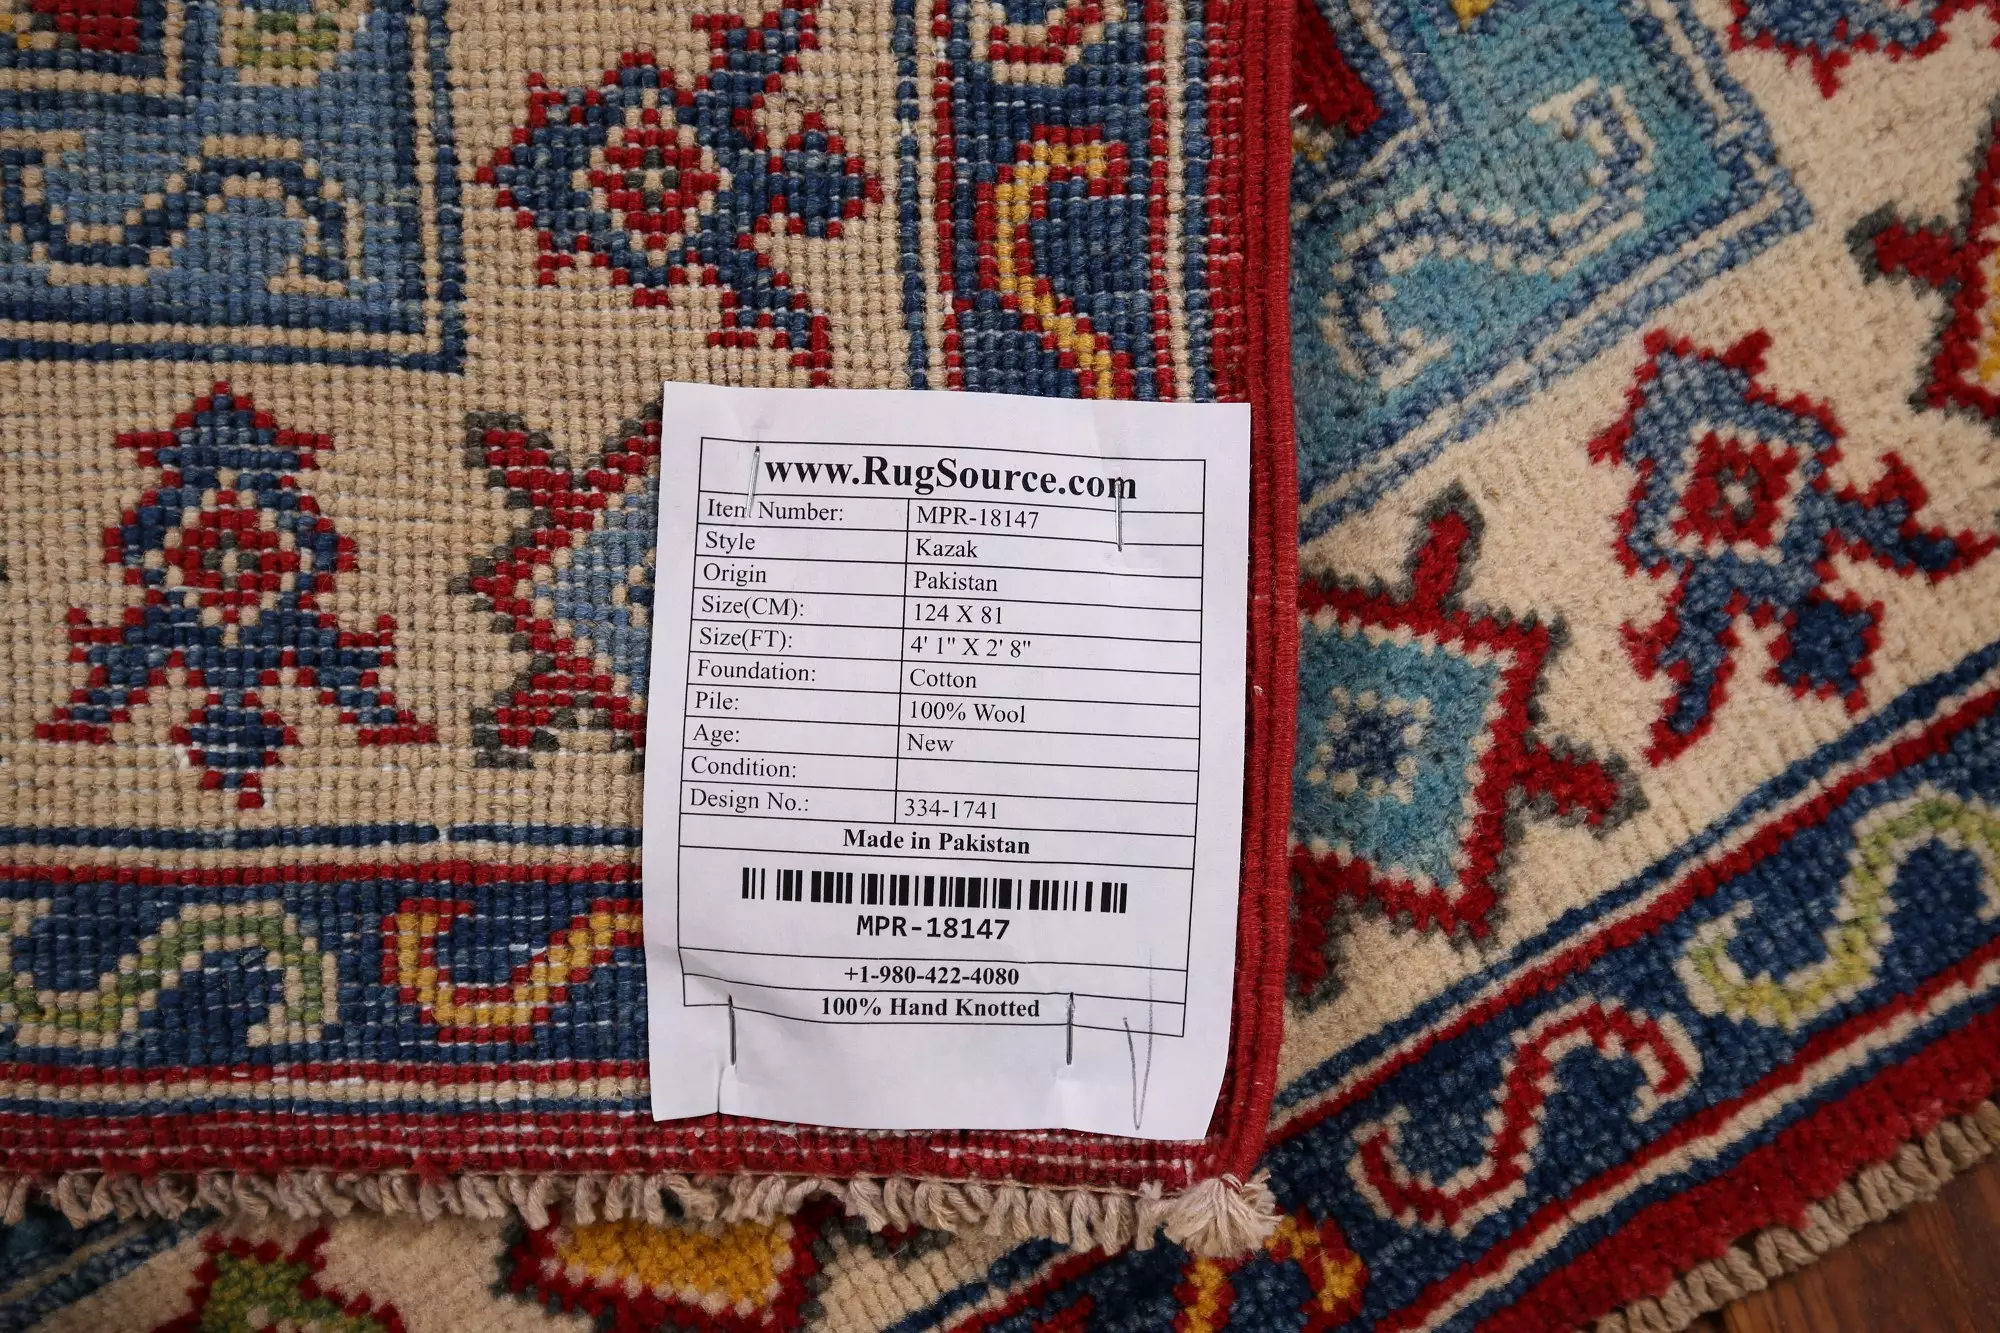 www.RugSource.com
Item Number: MPR-18147
Style Kazak
Origin Pakistan
Size(CM): 124 X 81
Size(FT): 4' 1" X 2' 8"
Foundation: Cotton
Pile: 100% Wool
Age: New
Condition:
Design No.: 334-1741
Made in Pakistan
MPR-18147
+1-980-422-4080
100% Hand Knotted